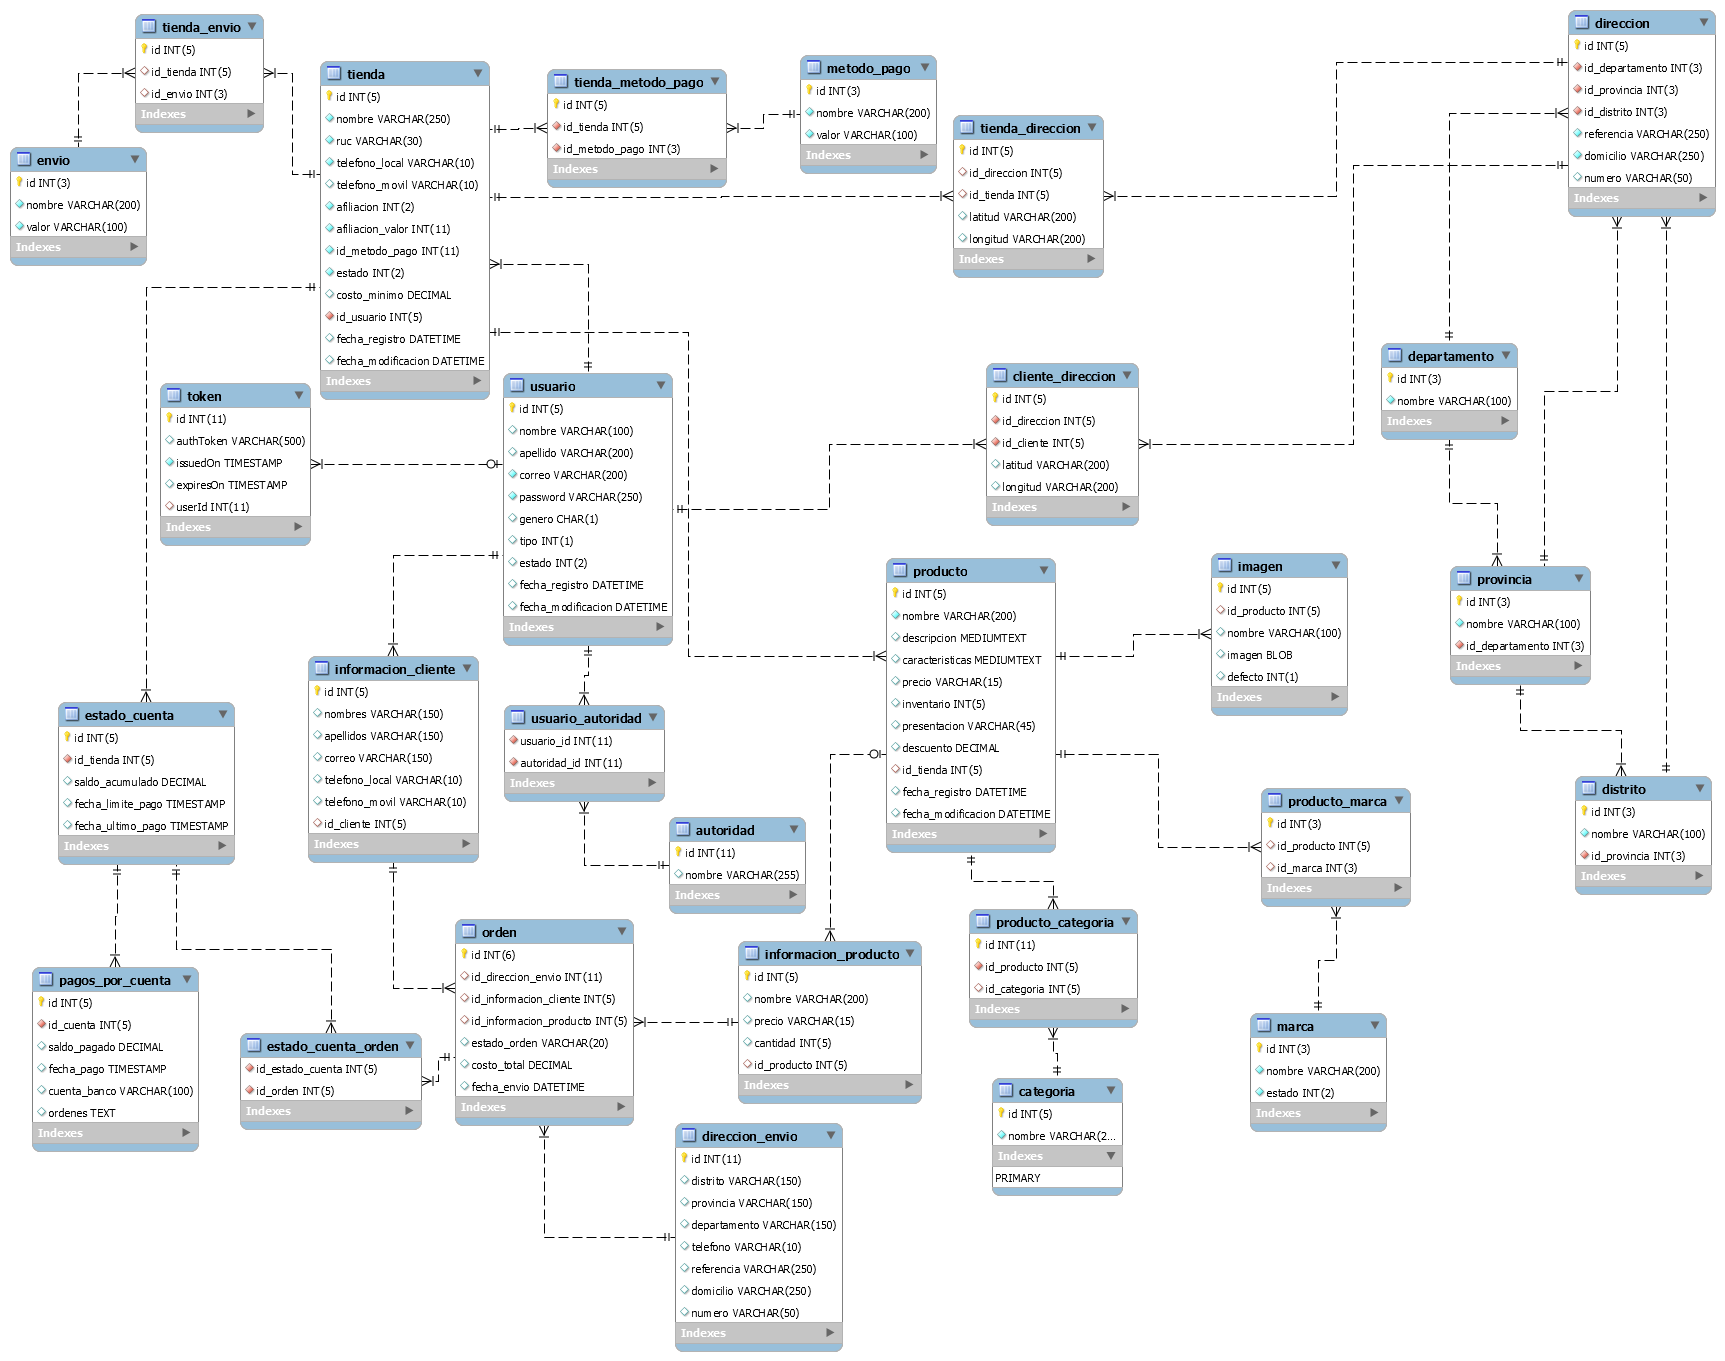 tienda_envio
id INT(5)
id_tienda INT(5)
id_envio INT(3)
Indexes
envio
id INT(3)
nombre VARCHAR(200)
valor VARCHAR(100)
Indexes
tienda
id INT(5)
nombre VARCHAR(250)
ruc VARCHAR(30)
telefono_local VARCHAR(10)
telefono_movil VARCHAR(10)
afiliacion INT(2)
afiliacion_valor INT(11)
id_metodo_pago INT(11)
estado INT(2)
costo_minimo DECIMAL
id_usuario INT(5)
fecha_registro DATETIME
fecha_modificacion DATETIME
Indexes
tienda_metodo_pago
id INT(5)
id_tienda INT(5)
id_metodo_pago INT(3)
Indexes
metodo_pago
id INT(3)
nombre VARCHAR(200)
valor VARCHAR(100)
Indexes
tienda_direccion
id INT(5)
id_direccion INT(5)
id_tienda INT(5)
latitud VARCHAR(200)
longitud VARCHAR(200)
Indexes
direccion
id INT(5)
id_departamento INT(3)
id_provincia INT(3)
id_distrito INT(3)
referencia VARCHAR(250)
domicilio VARCHAR(250)
numero VARCHAR(50)
Indexes
token
id INT(11)
authToken VARCHAR(500)
issuedOn TIMESTAMP
expiresOn TIMESTAMP
userId INT(11)
Indexes
usuario
id INT(5)
nombre VARCHAR(100)
apellido VARCHAR(200)
correo VARCHAR(200)
password VARCHAR(250)
genero CHAR(1)
tipo INT(1)
estado INT(2)
fecha_registro DATETIME
fecha_modificacion DATETIME
Indexes
cliente_direccion
id INT(5)
id_direccion INT(5)
id_cliente INT(5)
latitud VARCHAR(200)
longitud VARCHAR(200)
Indexes
departamento
id INT(3)
nombre VARCHAR(100)
Indexes
producto
id INT(5)
nombre VARCHAR(200)
descripcion MEDIUMTEXT
caracteristicas MEDIUMTEXT
precio VARCHAR(15)
inventario INT(5)
presentacion VARCHAR(45)
descuento DECIMAL
id_tienda INT(5)
fecha_registro DATETIME
fecha_modificacion DATETIME
Indexes
imagen
id INT(5)
id_producto INT(5)
nombre VARCHAR(100)
imagen BLOB
defecto INT(1)
Indexes
provincia
id INT(3)
nombre VARCHAR(100)
id_departamento INT(3)
Indexes
informacion_cliente
id INT(5)
nombres VARCHAR(150)
apellidos VARCHAR(150)
correo VARCHAR(150)
telefono_local VARCHAR(10)
telefono_movil VARCHAR(10)
id_cliente INT(5)
Indexes
estado_cuenta
id INT(5)
id_tienda INT(5)
saldo_acumulado DECIMAL
fecha_limite_pago TIMESTAMP
fecha_ultimo_pago TIMESTAMP
Indexes
usuario_autoridad
usuario_id INT(11)
autoridad_id INT(11)
Indexes
autoridad
id INT(11)
nombre VARCHAR(255)
Indexes
producto_marca
id INT(3)
id_producto INT(5)
id_marca INT(3)
Indexes
distrito
id INT(3)
nombre VARCHAR(100)
id_provincia INT(3)
Indexes
pagos_por_cuenta
id INT(5)
id_cuenta INT(5)
saldo_pagado DECIMAL
fecha_pago TIMESTAMP
cuenta_banco VARCHAR(100)
ordenes TEXT
Indexes
estado_cuenta_orden
id_estado_cuenta INT(5)
id_orden INT(5)
Indexes
orden
id INT(6)
id_direccion_envio INT(11)
id_informacion_cliente INT(5)
id_informacion_producto INT(5)
estado_orden VARCHAR(20)
costo_total DECIMAL
fecha_envio DATETIME
Indexes
informacion_producto
id INT(5)
nombre VARCHAR(200)
precio VARCHAR(15)
cantidad INT(5)
id_producto INT(5)
Indexes
producto_categoria
id INT(11)
id_producto INT(5)
id_categoria INT(5)
Indexes
marca
id INT(3)
nombre VARCHAR(200)
estado INT(2)
Indexes
categoria
id INT(5)
nombre VARCHAR(2...
Indexes
PRIMARY
direccion_envio
id INT(11)
distrito VARCHAR(150)
provincia VARCHAR(150)
departamento VARCHAR(150)
telefono VARCHAR(10)
referencia VARCHAR(250)
domicilio VARCHAR(250)
numero VARCHAR(50)
Indexes